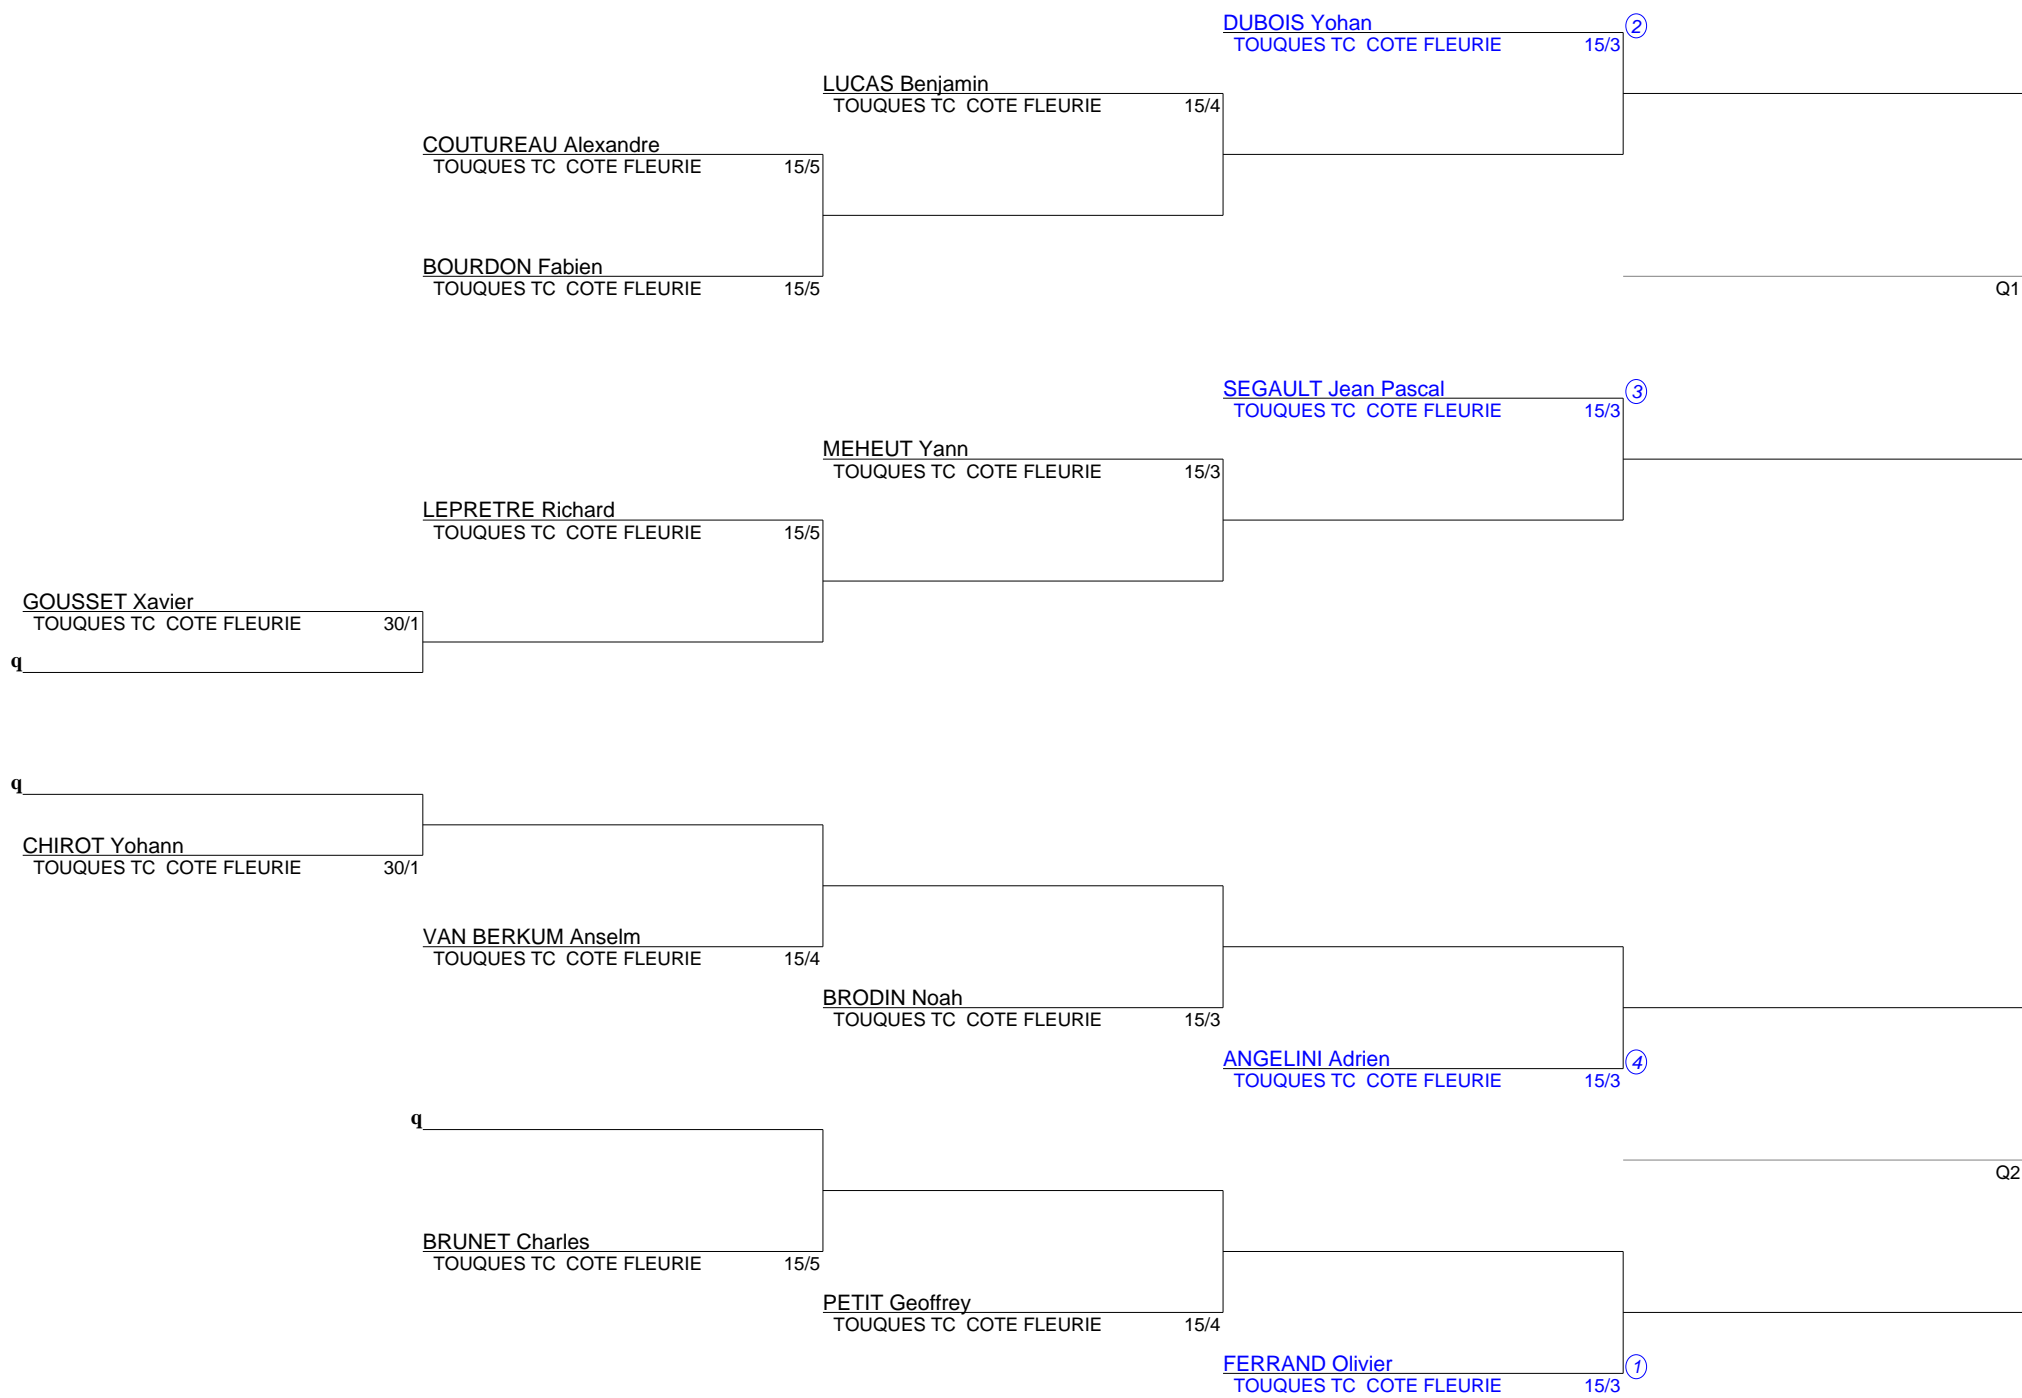 DUBOIS Yohan 2
TOUQUES TC COTE FLEURIE 15/3
LUCAS Benjamin
TOUQUES TC COTE FLEURIE 15/4
COUTUREAU Alexandre
TOUQUES TC COTE FLEURIE 15/5
BOURDON Fabien
TOUQUES TC COTE FLEURIE 15/5
Q1
SEGAULT Jean Pascal 3
TOUQUES TC COTE FLEURIE 15/3
MEHEUT Yann
TOUQUES TC COTE FLEURIE 15/3
LEPRETRE Richard
TOUQUES TC COTE FLEURIE 15/5
GOUSSET Xavier
TOUQUES TC COTE FLEURIE 30/1
q
q
CHIROT Yohann
TOUQUES TC COTE FLEURIE 30/1
VAN BERKUM Anselm
TOUQUES TC COTE FLEURIE 15/4
BRODIN Noah
TOUQUES TC COTE FLEURIE 15/3
ANGELINI Adrien 4
TOUQUES TC COTE FLEURIE 15/3
q
Q2
BRUNET Charles
TOUQUES TC COTE FLEURIE 15/5
PETIT Geoffrey
TOUQUES TC COTE FLEURIE 15/4
FERRAND Olivier 1
TOUQUES TC COTE FLEURIE 15/3